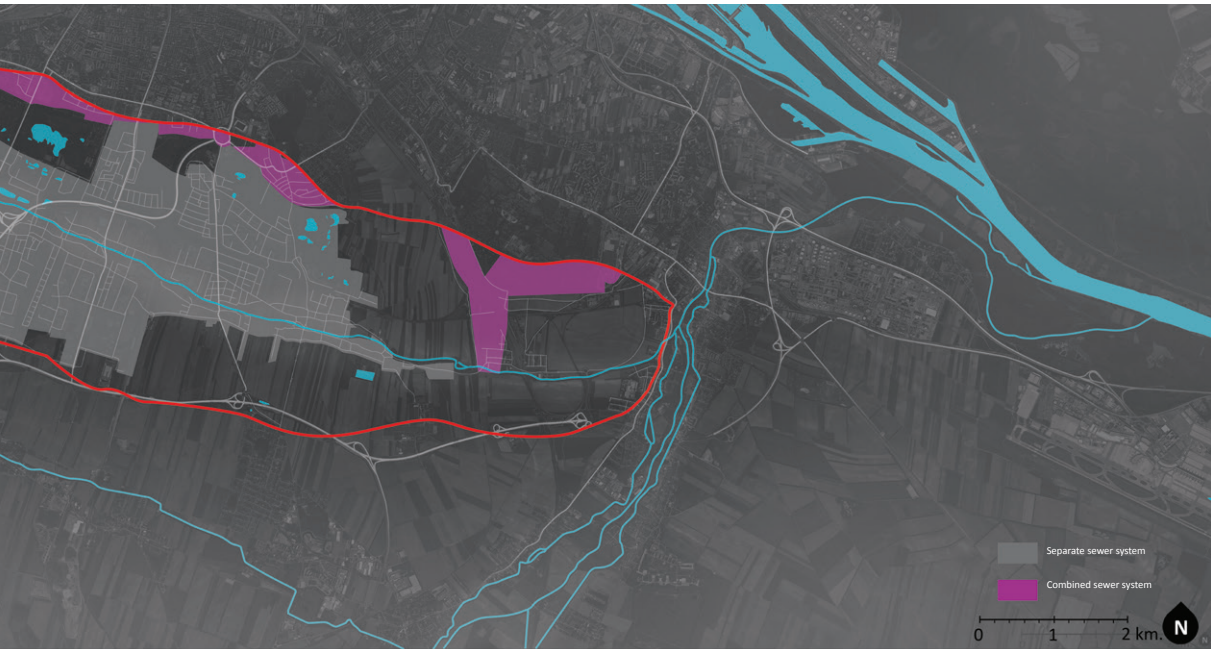 Separate sewer system
Combined sewer system
0 1 2 km.
N
N